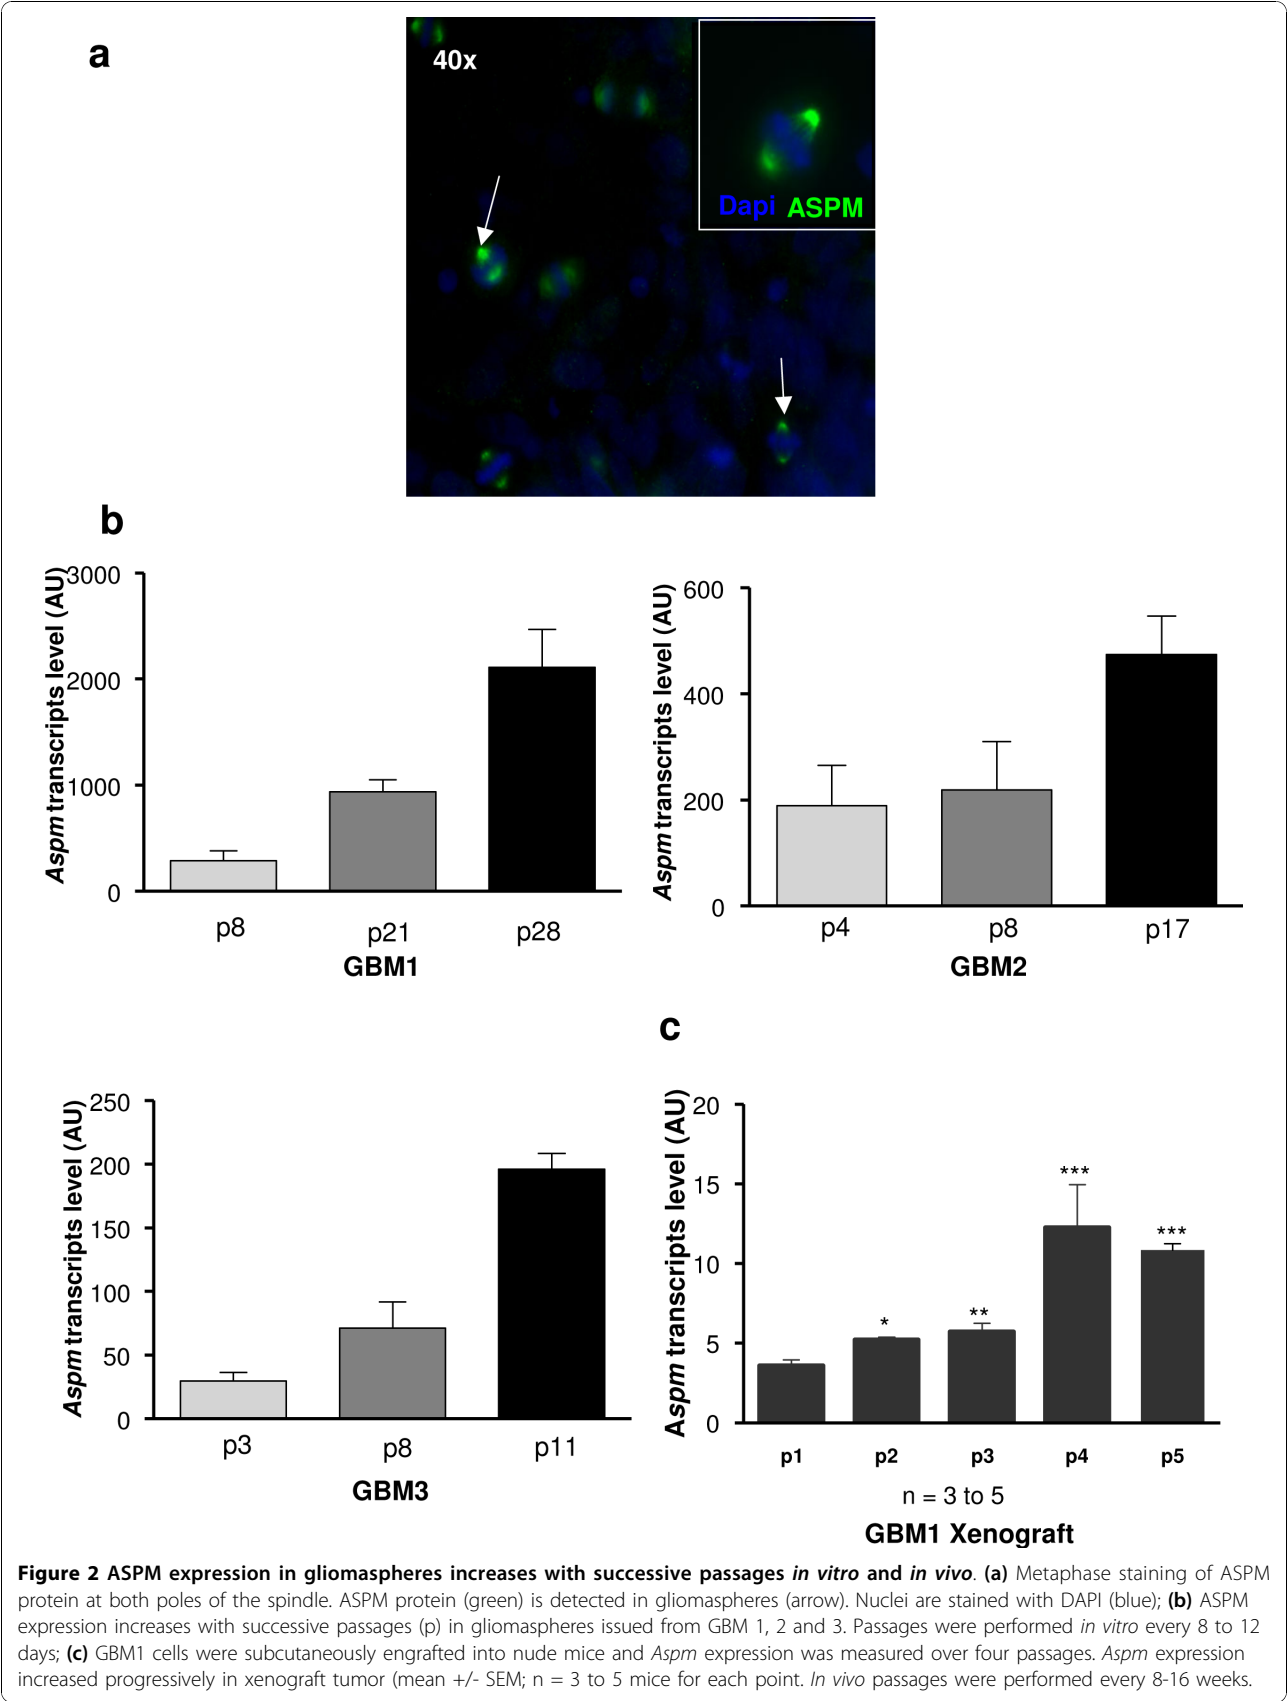 a
40x
Dapi ASPM
b
3000
2000
1000
0
Aspm transcripts level (AU)
p8 p21 p28
GBM1
600
400
200
0
Aspm transcripts level (AU)
p4 p8 p17
GBM2
250
200
150
100
50
0
Aspm transcripts level (AU)
p3 p8 p11
GBM3
c
20
15
10
5
0
Aspm transcripts level (AU)
* ** *** ***
p1 p2 p3 p4 p5
n = 3 to 5
GBM1 Xenograft
Figure 2 ASPM expression in gliomaspheres increases with successive passages in vitro and in vivo. (a) Metaphase staining of ASPM
protein at both poles of the spindle. ASPM protein (green) is detected in gliomaspheres (arrow). Nuclei are stained with DAPI (blue); (b) ASPM
expression increases with successive passages (p) in gliomaspheres issued from GBM 1, 2 and 3. Passages were performed in vitro every 8 to 12
days; (c) GBM1 cells were subcutaneously engrafted into nude mice and Aspm expression was measured over four passages. Aspm expression
increased progressively in xenograft tumor (mean +/- SEM; n = 3 to 5 mice for each point. In vivo passages were performed every 8-16 weeks.